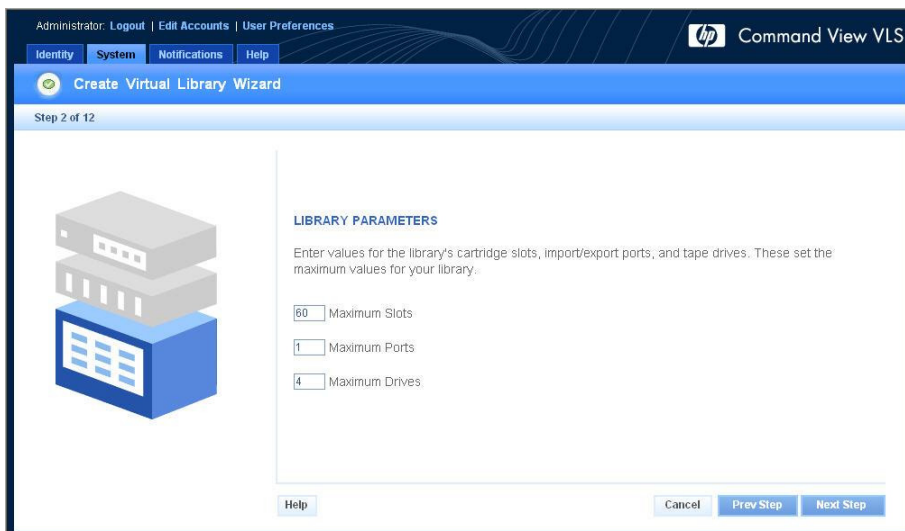 Administrator: Logout | Edit Accounts | User Preferences
hp Command View VLS
Identity System Notifications Help
Create Virtual Library Wizard
Step 2 of 12
LIBRARY PARAMETERS
Enter values for the library's cartridge slots, import/export ports, and tape drives. These set the
maximum values for your library.
60 Maximum Slots
1 Maximum Ports
4 Maximum Drives
Help Cancel Prev Step Next Step